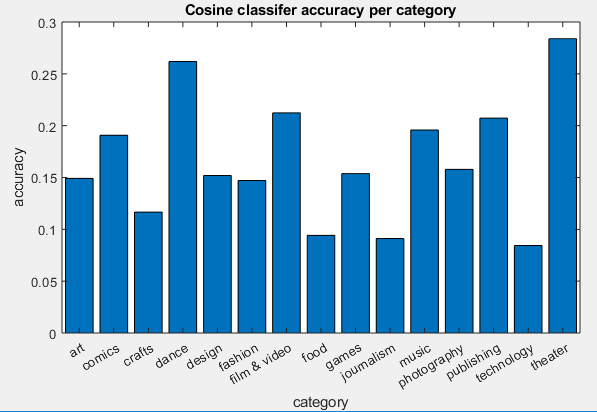 Cosine classifer accuracy per category
accuracy
0.3
0.25
0.2
0.15
0.1
0.05
0
art
comics
crafts
dance
design
fashion
film & video
food
games
journalism
music
photography
publishing
technology
theater
category